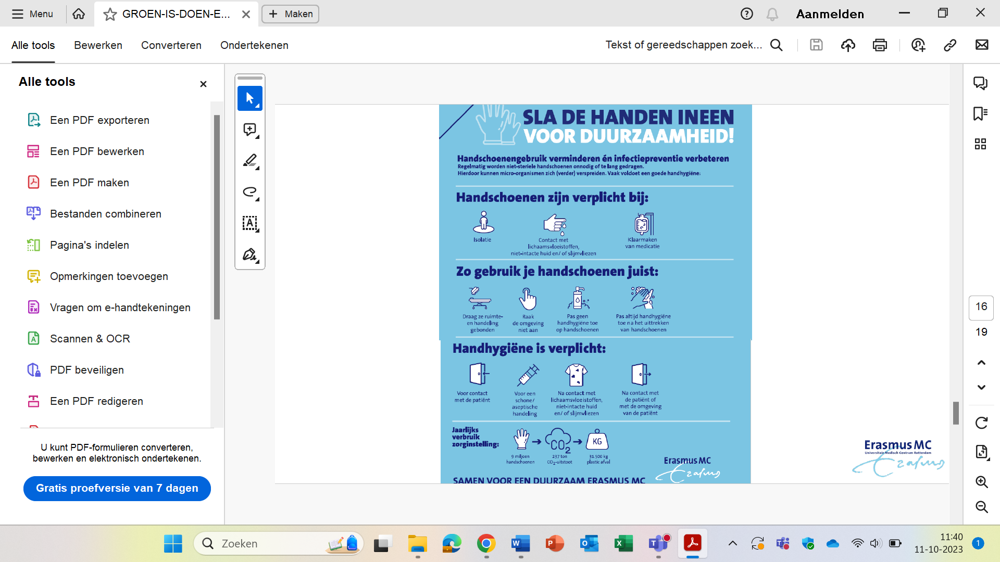 Menu
GROEN-IS-DOEN-E...
Maken
Aanmelden
Alle tools
Bewerken
Converteren
Ondertekenen
Tekst of gereedschappen zoek...
Alle tools
Een PDF exporteren
Een PDF bewerken
Een PDF maken
Bestanden combineren
Pagina's indelen
Opmerkingen toevoegen
Vragen om e-handtekeningen
Scannen & OCR
PDF beveiligen
Een PDF redigeren
U kunt PDF-formulieren converteren,
bewerken en elektronisch ondertekenen.
Gratis proefversie van 7 dagen
SLA DE HANDEN INEEN
VOOR DUURZAAMHEID!
Handschoenengebruik verminderen én infectiepreventie verbeteren
Regelmatig worden niet-steriele handschoenen onnodig of te lang gedragen.
Hierdoor kunnen micro-organismen zich (verder) verspreiden. Vaak voldoet een goede handhygiëne:
Handschoenen zijn verplicht bij:
Isolatie
Contact met
lichaamsvloeistoffen,
niet-intacte huid en/ of slijmvliezen
Klaarmaken
van medicatie
Zo gebruik je handschoenen juist:
Draag ze ruimte-
en handeling
gebonden
Raak
de omgeving
niet aan
Pas geen
handhygiëne toe
op handschoenen
Pas altijd handhygiëne
toe na het uittrekken
van handschoenen
Handhygiëne is verplicht:
Voor contact
met de patiënt
Voor een
schone/
aseptische
handeling
Na contact met
lichaamsvloeistoffen,
niet-intacte huid
en/ of slijmvliezen
Na contact met
de patiënt of
met de omgeving
van de patiënt
Jaarlijks
verbruik
zorginstelling:
CO2
KG
9 miljoen
handschoenen
237 ton
CO2-uitstoot
31.500 kg
plastic afval
Erasmus MC
Erasmus
SAMEN VOOR EEN DUURZAAM ERASMUS MC
Erasmus MC
Universitair Medisch Centrum Rotterdam
Erasmus
16
19
Zoeken
11:40
11-10-2023
1